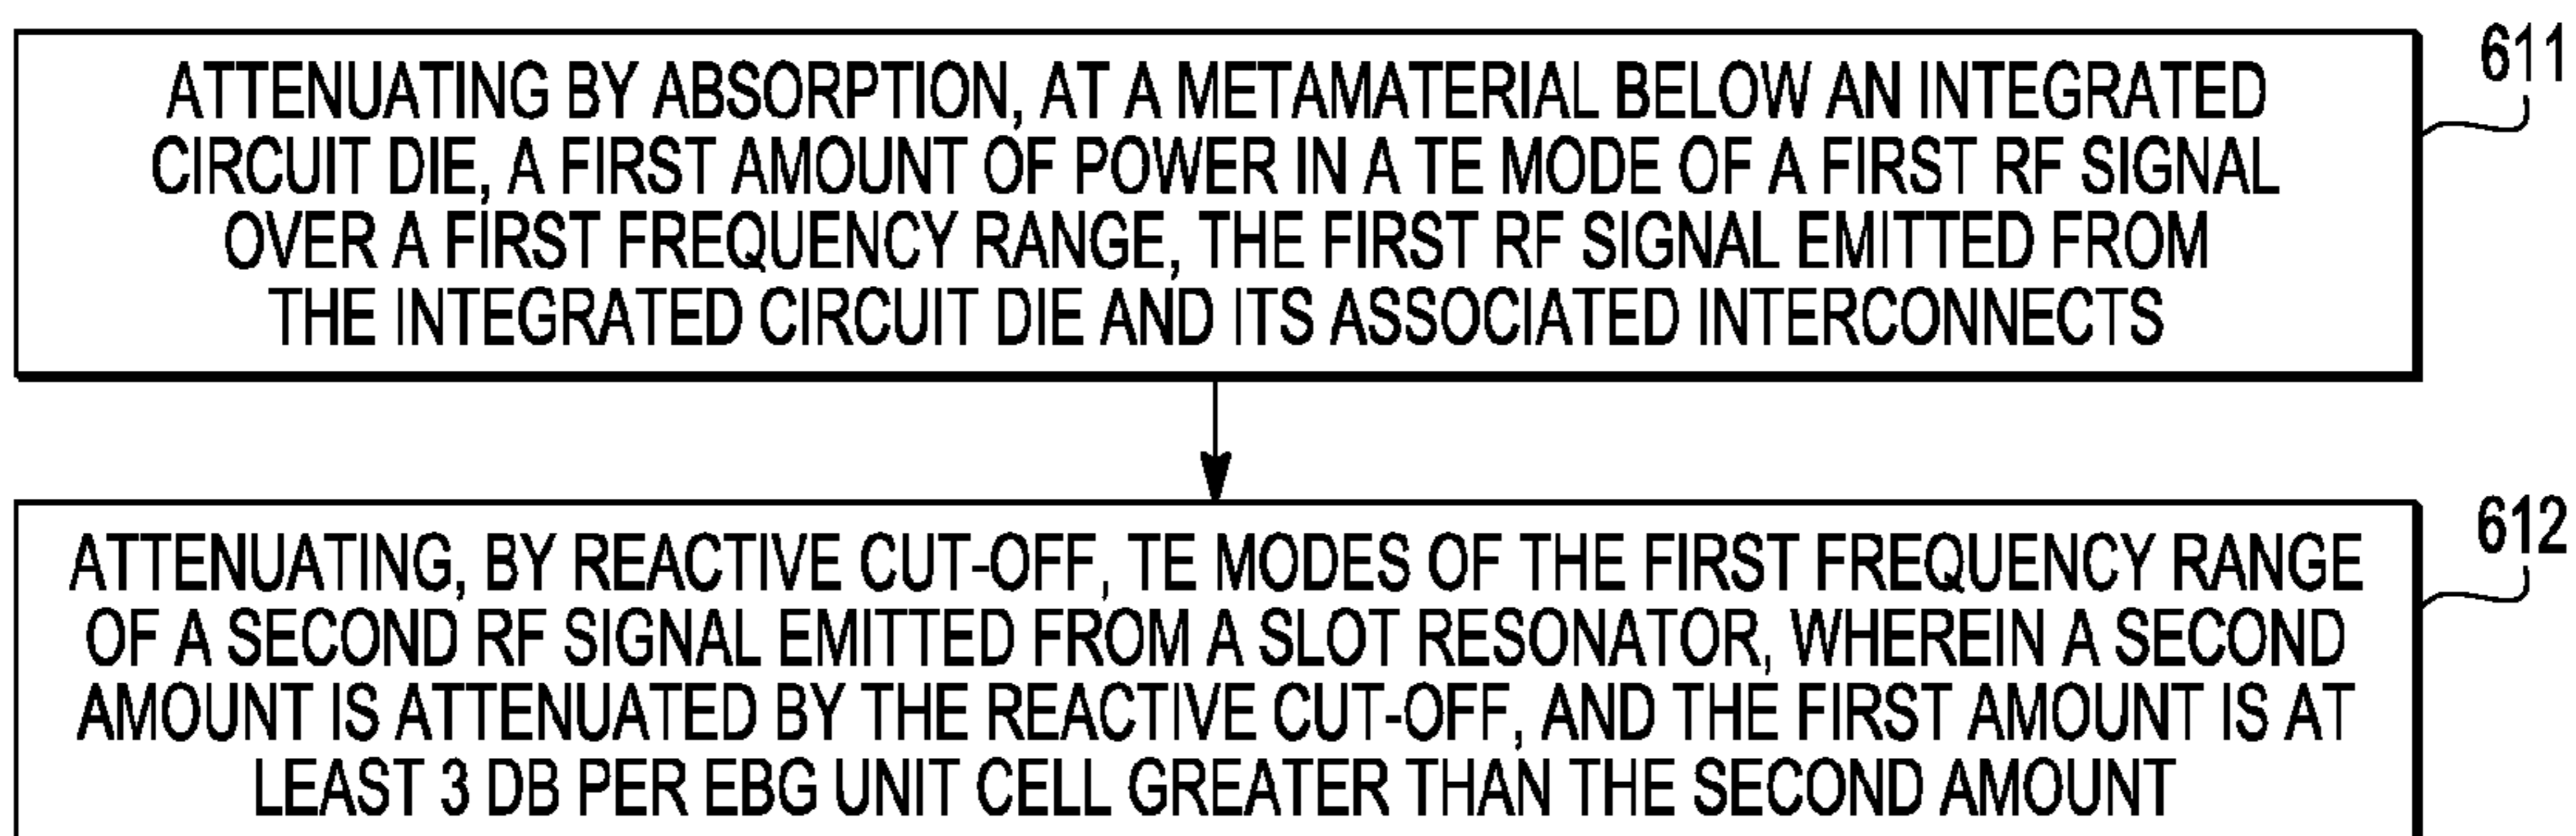 ATTENUATING BY ABSORPTION, AT A METAMATERIAL BELOW AN INTEGRATED
CIRCUIT DIE, A FIRST AMOUNT OF POWER IN A TE MODE OF A FIRST RF SIGNAL
OVER A FIRST FREQUENCY RANGE, THE FIRST RF SIGNAL EMITTED FROM
THE INTEGRATED CIRCUIT DIE AND ITS ASSOCIATED INTERCONNECTS
611
ATTENUATING, BY REACTIVE CUT-OFF, TE MODES OF THE FIRST FREQUENCY RANGE
OF A SECOND RF SIGNAL EMITTED FROM A SLOT RESONATOR, WHEREIN A SECOND
AMOUNT IS ATTENUATED BY THE REACTIVE CUT-OFF, AND THE FIRST AMOUNT IS AT
LEAST 3 DB PER EBG UNIT CELL GREATER THAN THE SECOND AMOUNT
612